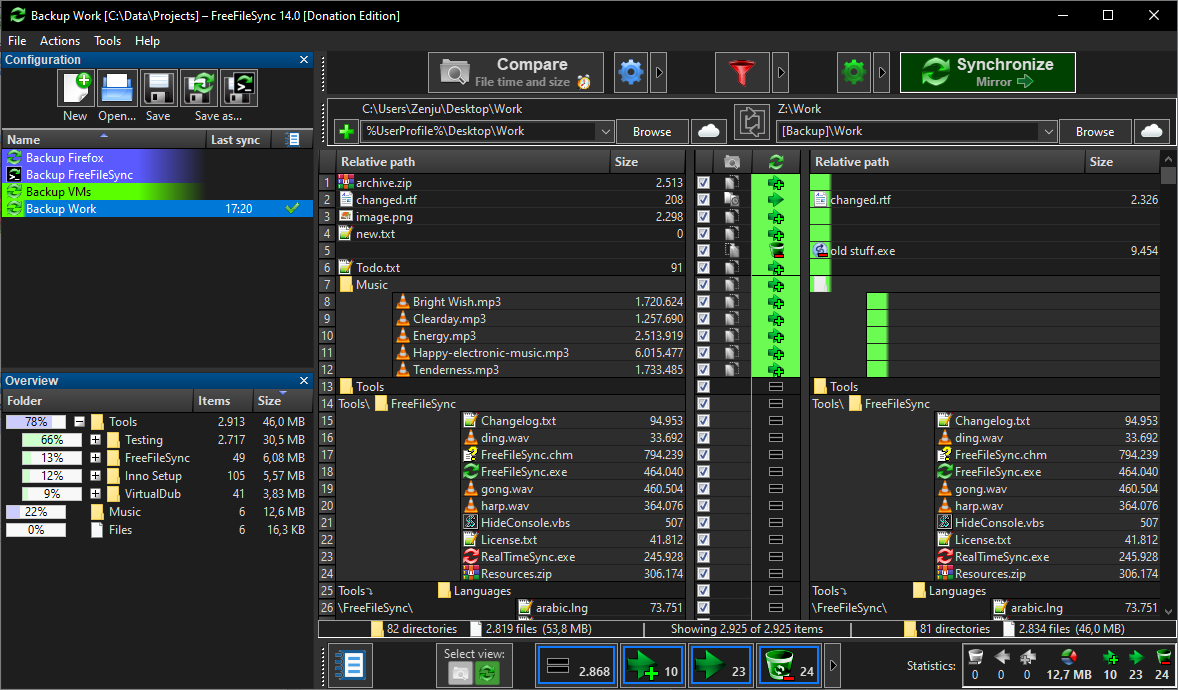 Backup Work [C:\Data\Projects] – FreeFileSync 14.0 [Donation Edition]
File Actions Tools Help
Configuration
New Open... Save Save as...
Name Last sync
Backup Firefox
Backup FreeFileSync
Backup VMs
Backup Work 17:20
Overview
Folder Items Size
78% Tools 2.913 46,0 MB
66% Testing 2.717 30,5 MB
13% FreeFileSync 49 6,08 MB
12% Inno Setup 105 5,57 MB
9% VirtualDub 41 3,83 MB
22% Music 6 12,6 MB
0% Files 6 16,3 KB
Compare
File time and size
Synchronize
Mirror
C:\Users\Zenju\Desktop\Work Z:\Work
%UserProfile%\Desktop\Work Browse [Backup]\Work Browse
Relative path Size Relative path Size
1 archive.zip 2.513
2 changed.rtf 208 changed.rtf 2.326
3 image.png 2.298
4 new.txt 0
5 old stuff.exe 9.454
6 Todo.txt 91
7 Music
8 Bright Wish.mp3 1.720.624
9 Clearday.mp3 1.257.690
10 Energy.mp3 2.513.919
11 Happy-electronic-music.mp3 6.015.477
12 Tenderness.mp3 1.733.485
13 Tools Tools
14 Tools\ FreeFileSync Tools\ FreeFileSync
15 Changelog.txt 94.953 Changelog.txt 94.953
16 ding.wav 33.692 ding.wav 33.692
17 FreeFileSync.chm 794.239 FreeFileSync.chm 794.239
18 FreeFileSync.exe 464.040 FreeFileSync.exe 464.040
19 gong.wav 460.504 gong.wav 460.504
20 harp.wav 364.076 harp.wav 364.076
21 HideConsole.vbs 507 HideConsole.vbs 507
22 License.txt 41.812 License.txt 41.812
23 RealTimeSync.exe 245.928 RealTimeSync.exe 245.928
24 Resources.zip 306.174 Resources.zip 306.174
25 Tools Languages Tools Languages
26 \FreeFileSync\ arabic.lng 73.751 \FreeFileSync\ arabic.lng 73.751
82 directories 2.819 files (53,8 MB) Showing 2.925 of 2.925 items 81 directories 2.834 files (46,0 MB)
Select view:
2.868 10 23 24
Statistics: 0 0 0 12,7 MB 10 23 24